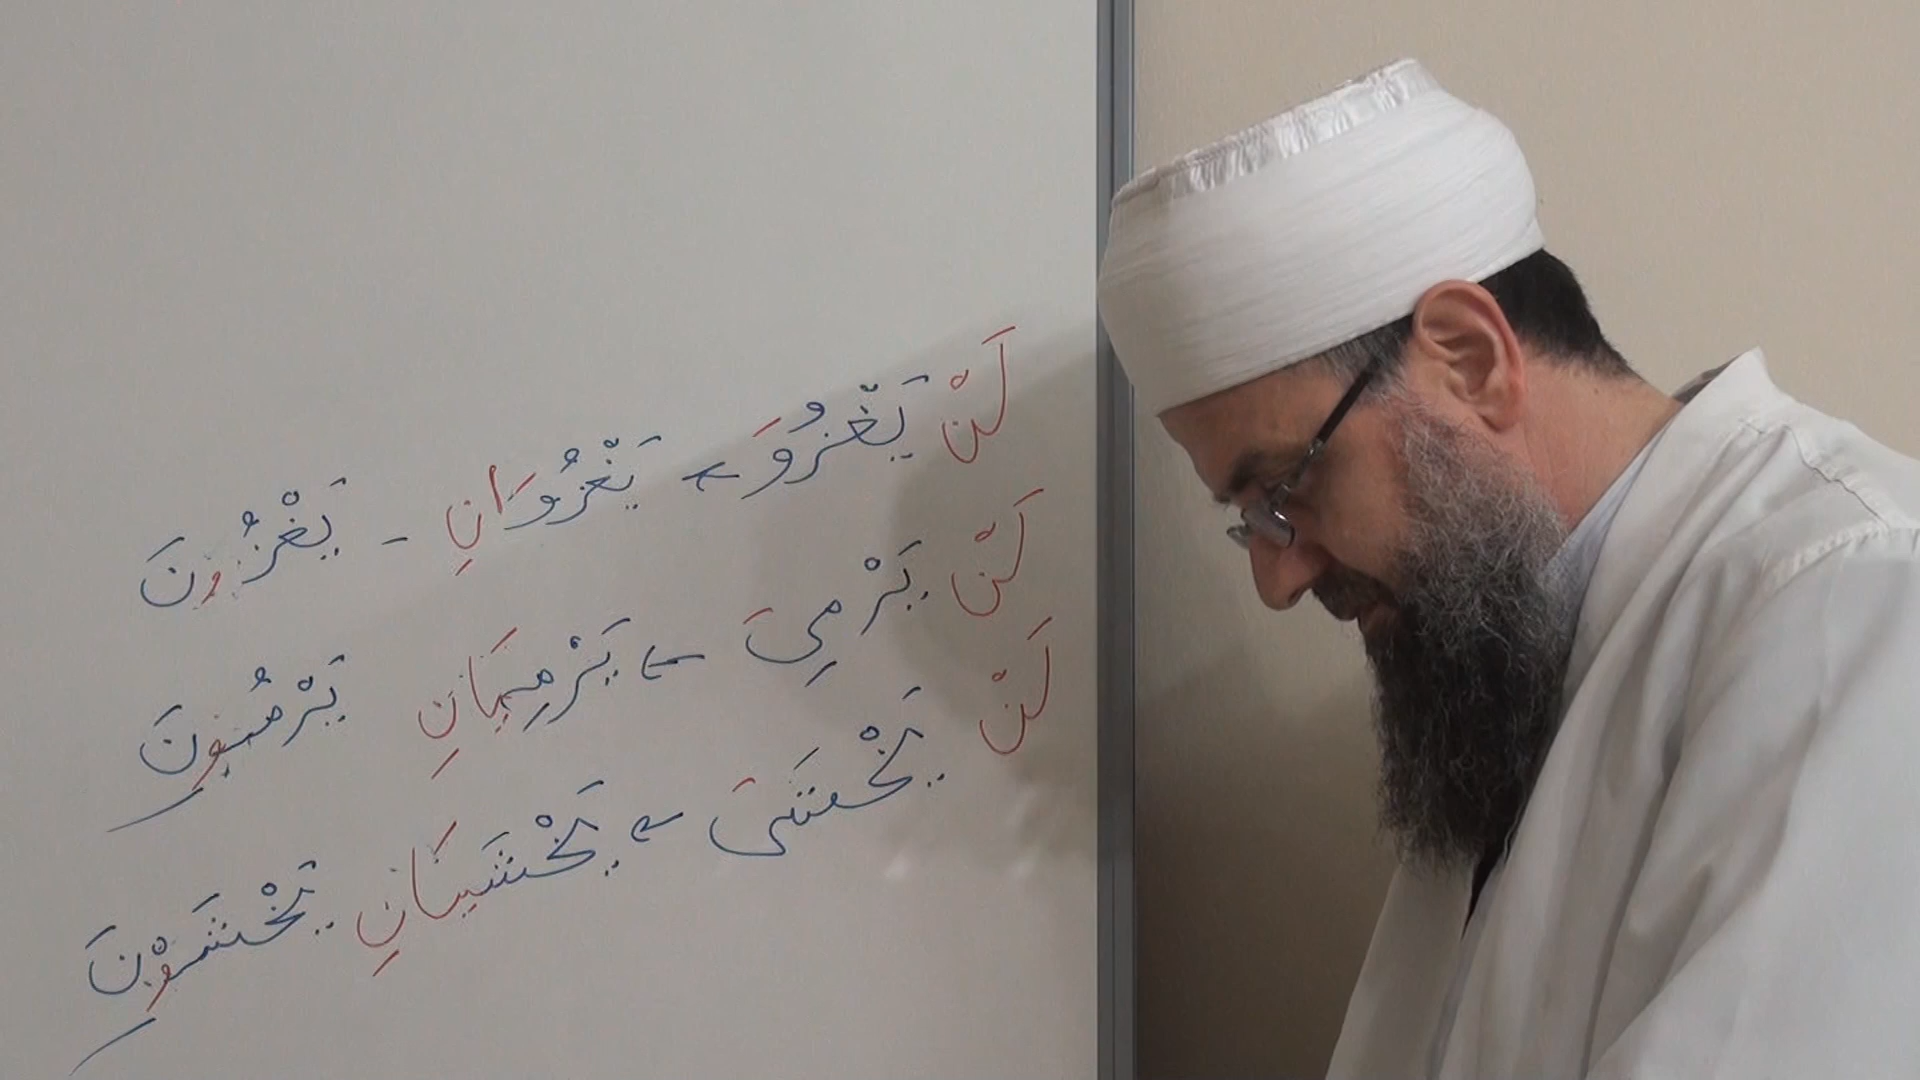 لَنْ يَغْزُوَ ← يَغْزُوَانِ - يَغْزُونَ
لَنْ يَرْمِىَ ← يَرْمِيَانِ يَرْمُونَ
لَنْ يَخْشَىَ ← يَخْشَيَانِ يَخْشَوْنَ